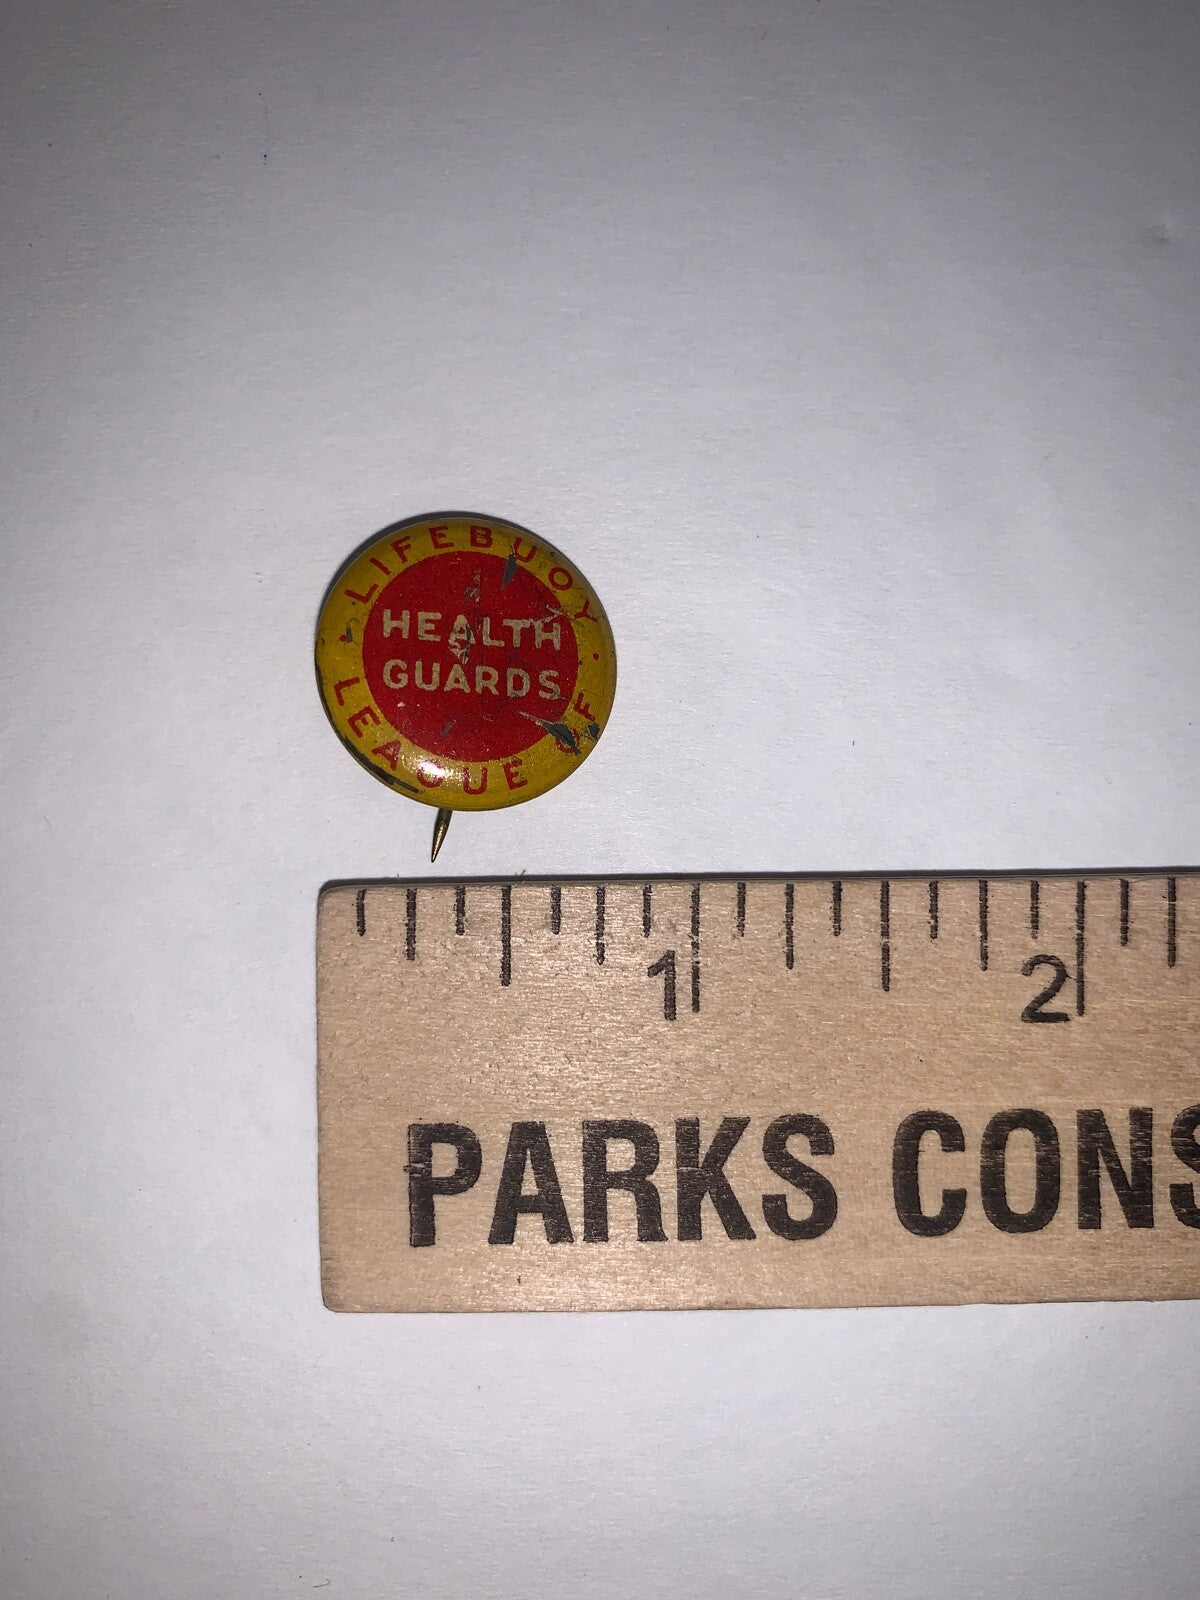 LIFEBUOY
HEALTH
GUARDS
LEAGUE OF
1 2
PARKS CONS